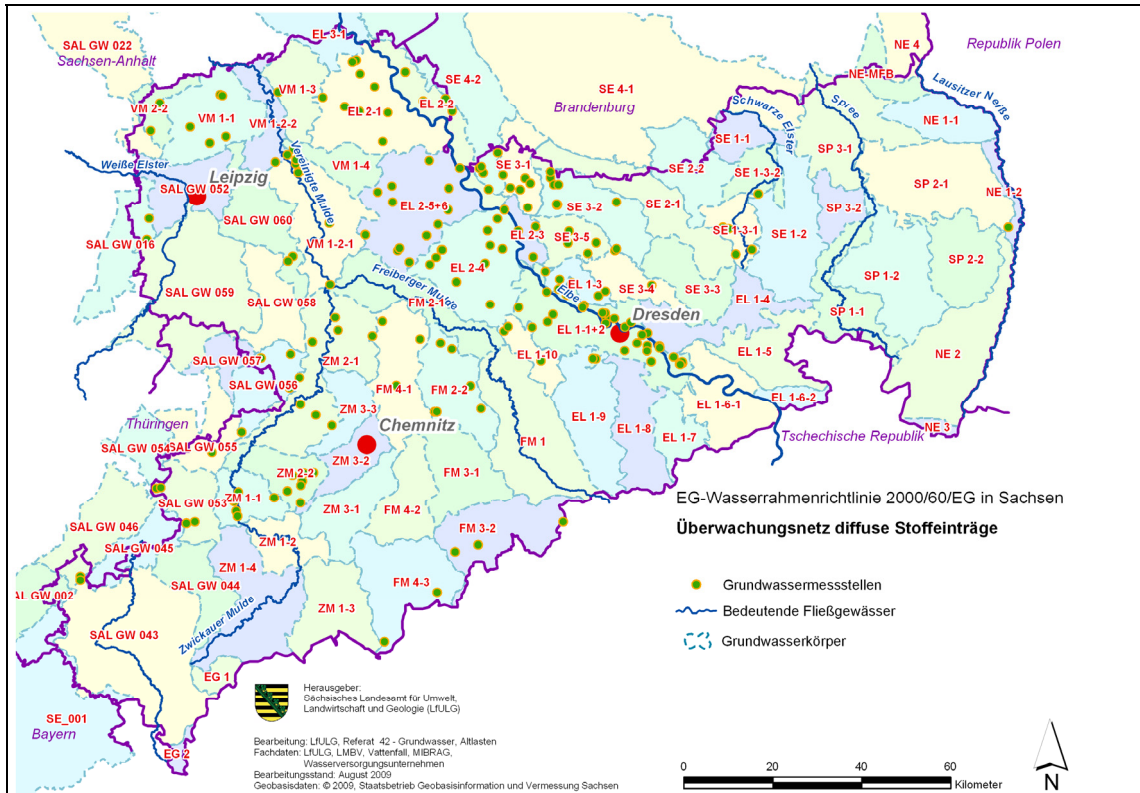 SAL GW 022
Sachsen-Anhalt
EL 3-1
SE 4-2
SE 4-1
Brandenburg
NE 4
NE-MFB
Republik Polen
Lausitzer Neiße
VM 2-2
VM 1-1
VM 1-3
VM 1-2-2
EL 2-1
EL 2-2
Schwarze Elster
Spree
SE 1-1
NE 1-1
Weiße Elster
Leipzig
SAL GW 052
Vereinigte Mulde
VM 1-4
SE 3-1
SE 2-2
SE 1-3-2
SP 3-1
SP 2-1
NE 1-2
SAL GW 060
EL 2-5+6
SE 3-2
SE 2-1
SP 3-2
SAL GW 016
VM 1-2-1
EL 2-3
SE 3-5
SE 1-3-1
SE 1-2
SP 2-2
SAL GW 059
SAL GW 058
Freiberger Mulde
EL 2-4
EL 1-3
Elbe
SE 3-4
SE 3-3
EL 1-4
SP 1-2
FM 2-1
Dresden
SP 1-1
EL 1-1+2
SAL GW 057
ZM 2-1
EL 1-10
EL 1-5
NE 2
SAL GW 056
FM 4-1
FM 2-2
EL 1-6-1
EL 1-6-2
Thüringen
ZM 3-3
Chemnitz
EL 1-9
EL 1-8
EL 1-7
Tschechische Republik
NE 3
SAL GW 054
SAL GW 055
FM 1
ZM 3-2
ZM 2-2
FM 3-1
SAL GW 053
ZM 1-1
ZM 3-1
FM 4-2
EG-Wasserrahmenrichtlinie 2000/60/EG in Sachsen
Überwachungsnetz diffuse Stoffeinträge
SAL GW 046
SAL GW 045
ZM 1-2
FM 3-2
ZM 1-4
SAL GW 044
FM 4-3
SAL GW 002
ZM 1-3
Grundwassermessstellen
Bedeutende Fließgewässer
Grundwasserkörper
SAL GW 043
Zwickauer Mulde
EG 1
SE_001
Bayern
EG 2
Herausgeber:
Sächsisches Landesamt für Umwelt,
Landwirtschaft und Geologie (LfULG)
Bearbeitung: LfULG, Referat 42 - Grundwasser, Altlasten
Fachdaten: LfULG, LMBV, Vattenfall, MIBRAG,
Wasserversorgungsunternehmen
Bearbeitungsstand: August 2009
Geobasisdaten: © 2009, Staatsbetrieb Geobasisinformation und Vermessung Sachsen
0 20 40 60
Kilometer
N